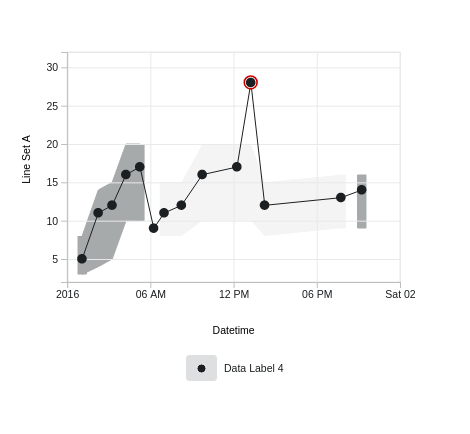 30
25
20
15
10
5
Line Set A
2016
06 AM
12 PM
06 PM
Sat 02
Datetime
Data Label 4